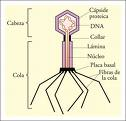 Cabeza
Cápside
proteica
DNA
Collar
Lámina
Núcleo
Placa basal
Fibras de
la cola
Cola